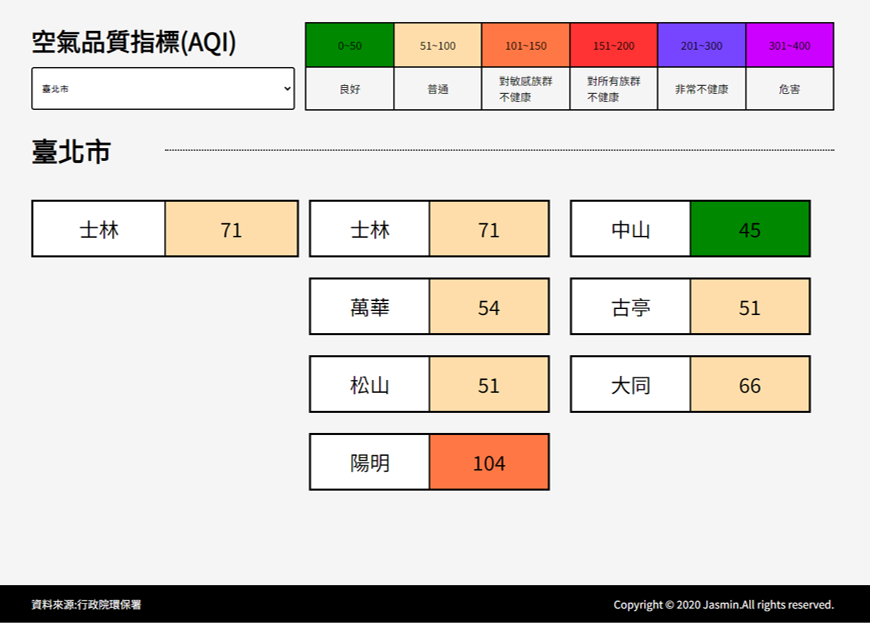 空氣品質指標(AQI)
臺北市
0~50
51~100
101~150
151~200
201~300
301~400
良好
普通
對敏感族群
不健康
對所有族群
不健康
非常不健康
危害
臺北市
士林 71
士林 71
中山 45
萬華 54
古亭 51
松山 51
大同 66
陽明 104
資料來源:行政院環保署
Copyright © 2020 Jasmin.All rights reserved.